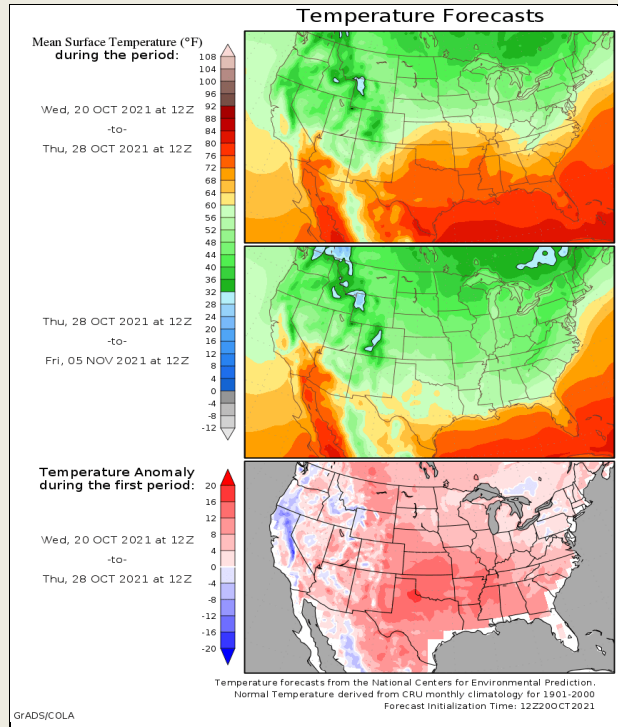 Temperature Forecasts
Mean Surface Temperature (°F)
during the period:
108
104
100
96
92
88
84
80
76
72
68
64
60
56
52
48
44
40
36
32
28
24
20
16
12
8
4
0
-4
-8
-12
Wed, 20 OCT 2021 at 12Z
-to-
Thu, 28 OCT 2021 at 12Z
Thu, 28 OCT 2021 at 12Z
-to-
Fri, 05 NOV 2021 at 12Z
Temperature Anomaly
during the first period:
20
16
12
8
4
0
-4
-8
-12
-16
-20
Wed, 20 OCT 2021 at 12Z
-to-
Thu, 28 OCT 2021 at 12Z
Temperature forecasts from the National Centers for Environmental Prediction.
Normal Temperature derived from CRU monthly climatology for 1901-2000
Forecast Initialization Time: 12Z20OCT2021
GrADS/COLA